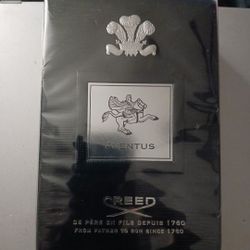 AVENTUS
CREED
DE PÈRE EN FILS DEPUIS 1760
FROM FATHER TO SON SINCE 1760